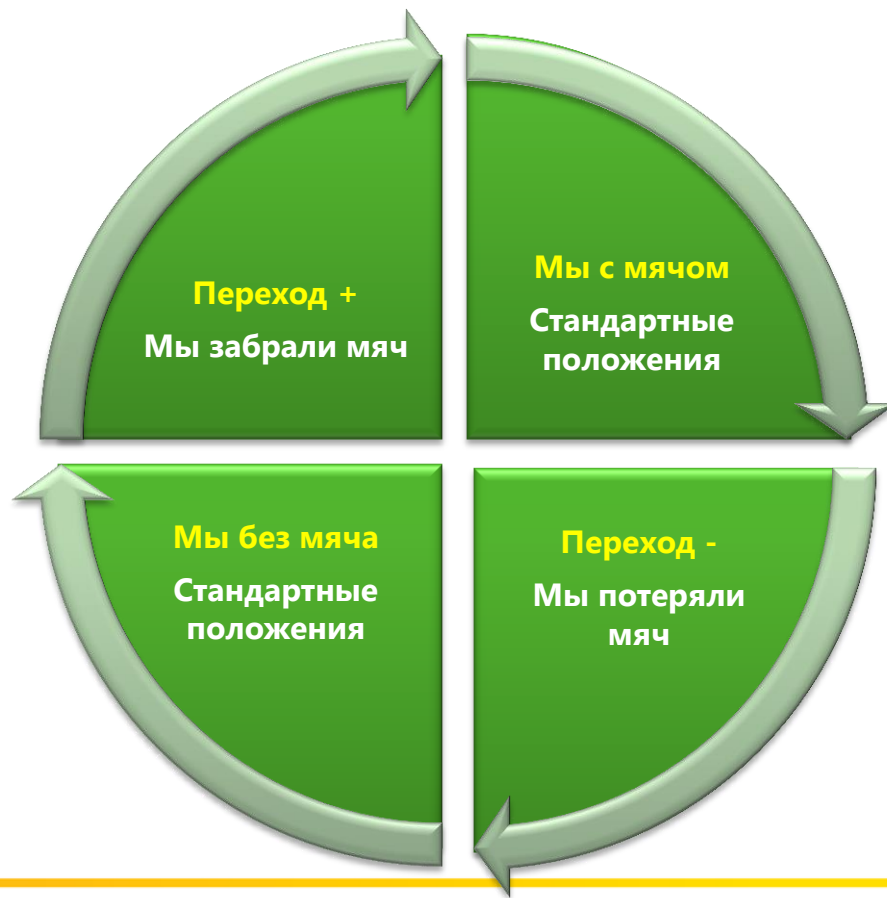 Переход +
Мы забрали мяч
Мы с мячом
Стандартные
положения
Мы без мяча
Стандартные
положения
Переход -
Мы потеряли
мяч